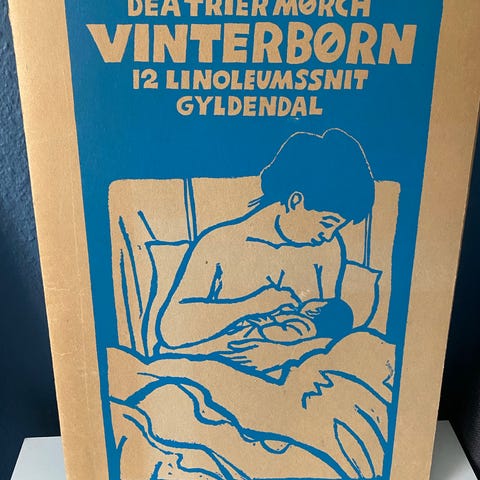 DEA TRIER MØRCH
VINTERBØRN
12 LINOLEUMSSNIT
GYLDENDAL